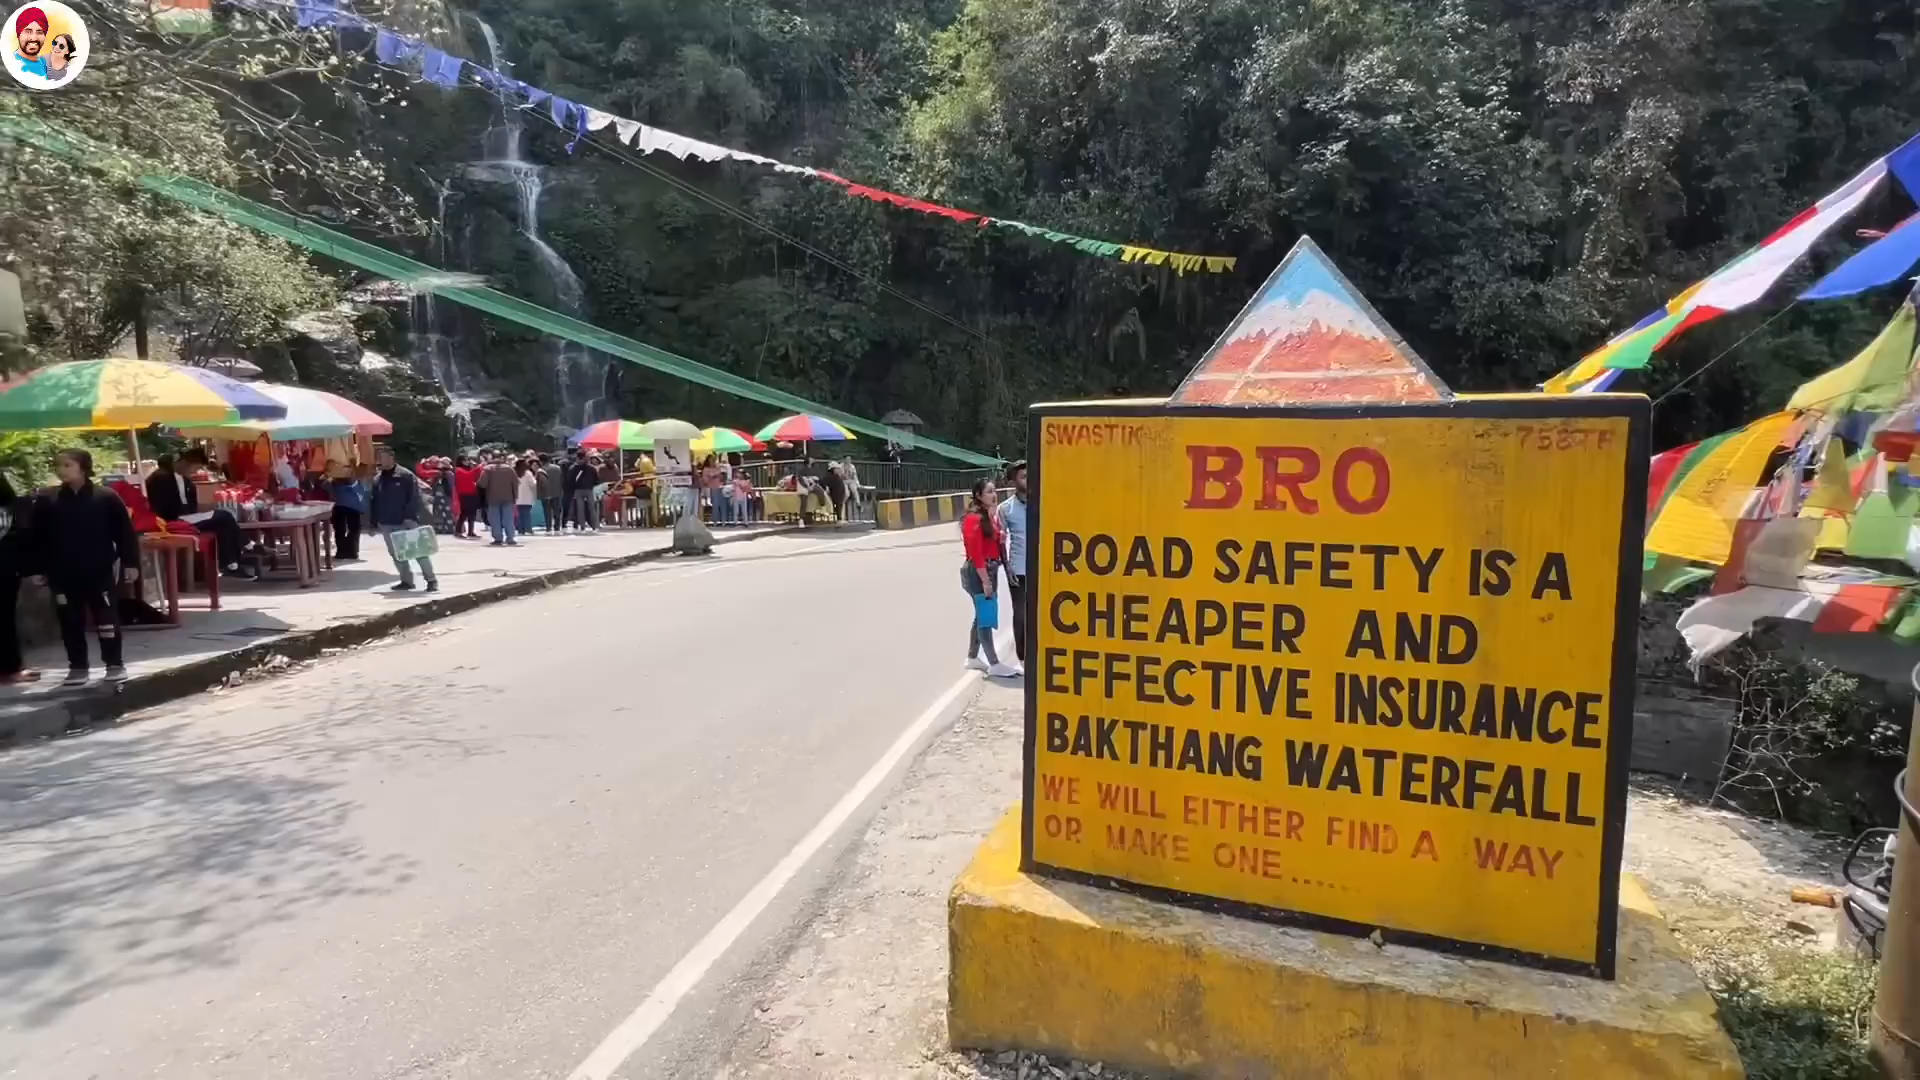 SWASTIK
BRO
ROAD SAFETY IS A
CHEAPER AND
EFFECTIVE INSURANCE
BAKTHANG WATERFALL
WE WILL EITHER FIND A WAY
OR MAKE ONE......